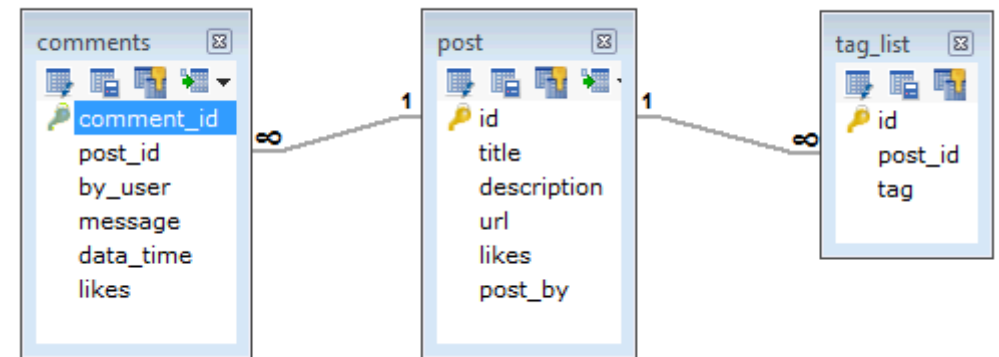 comments
comment_id
post_id
by_user
message
data_time
likes
∞
1
post
id
title
description
url
likes
post_by
1
∞
tag_list
id
post_id
tag